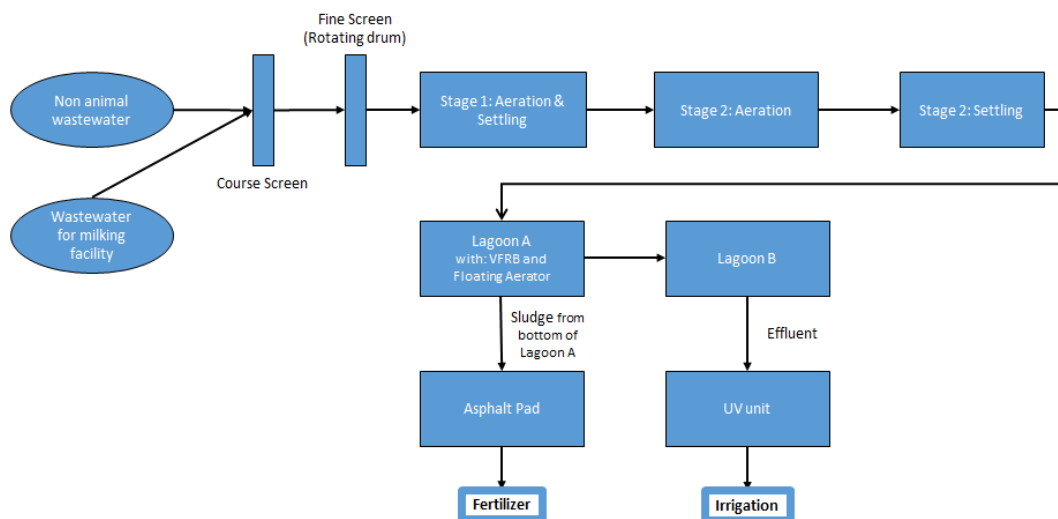 Fine Screen
(Rotating drum)
Non animal
wastewater
Stage 1: Aeration &
Settling
Stage 2: Aeration
Stage 2: Settling
Course Screen
Wastewater
for milking
facility
Lagoon A
with: VFRB and
Floating Aerator
Lagoon B
Sludge from
bottom of
Lagoon A
Effluent
Asphalt Pad
UV unit
Fertilizer
Irrigation